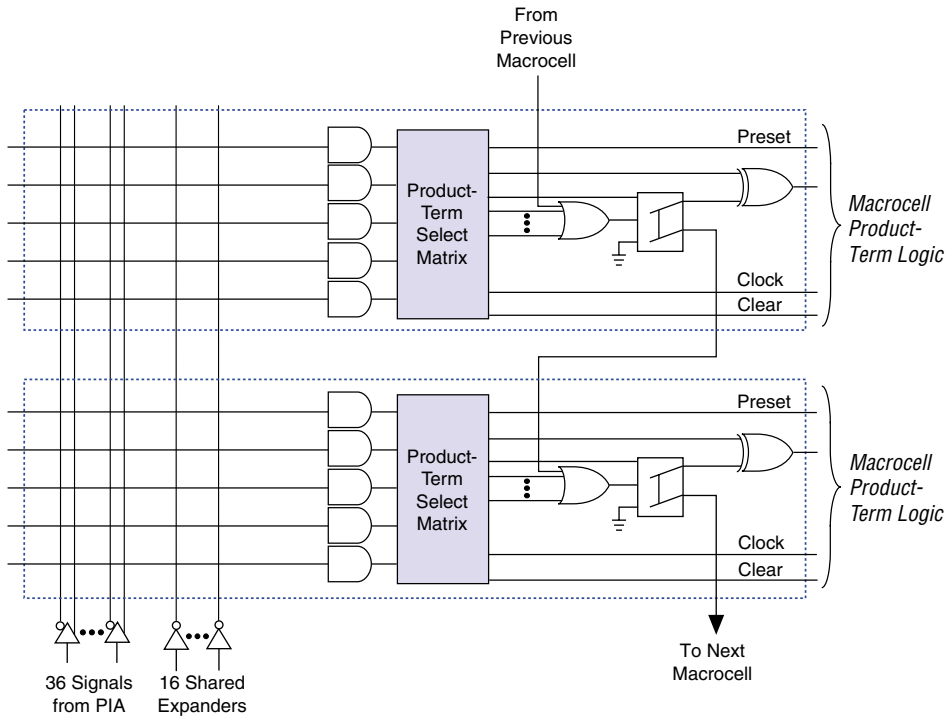 From
Previous
Macrocell
Preset
Product-
Term
Select
Matrix
Macrocell
Product-
Term Logic
Clock
Clear
Preset
Product-
Term
Select
Matrix
Macrocell
Product-
Term Logic
Clock
Clear
36 Signals
from PIA
16 Shared
Expanders
To Next
Macrocell